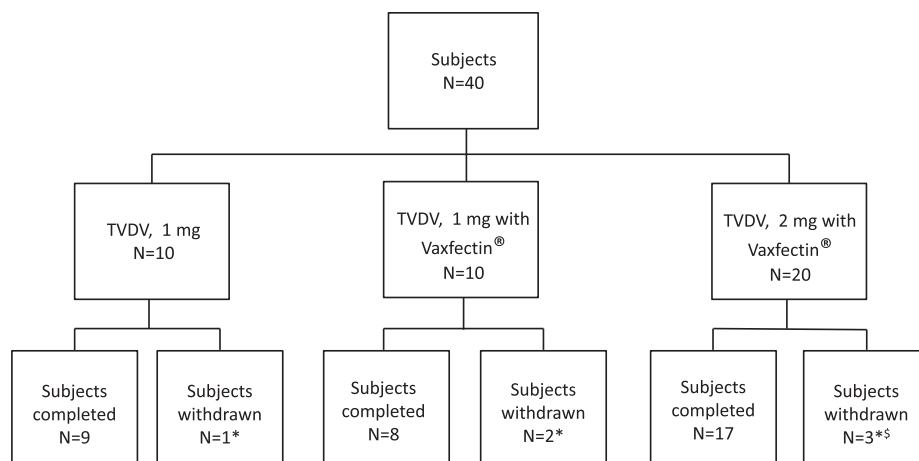 Subjects
N=40
TVDV, 1 mg
N=10
TVDV, 1 mg with
Vaxfectin®
N=10
TVDV, 2 mg with
Vaxfectin®
N=20
Subjects
completed
N=9
Subjects
withdrawn
N=1*
Subjects
completed
N=8
Subjects
withdrawn
N=2*
Subjects
completed
N=17
Subjects
withdrawn
N=3*$